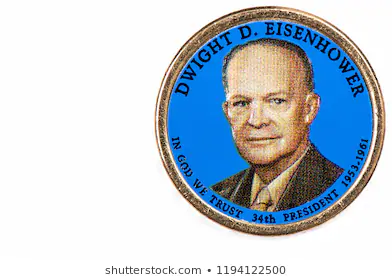 DWIGHT D. EISENHOWER
IN GOD WE TRUST 34th PRESIDENT 1953-1961
shutterstock.com • 1194122500